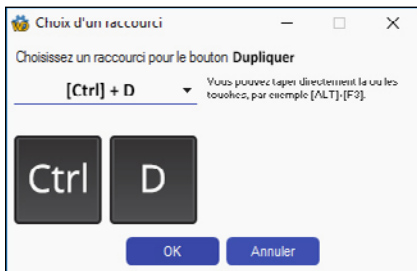 Choix d'un raccourci
Choisissez un raccourci pour le bouton Dupliquer
[Ctrl] + D
Vous pouvez taper directement la ou les
touches, par exemple [ALT]-[F3].
Ctrl
D
OK
Annuler